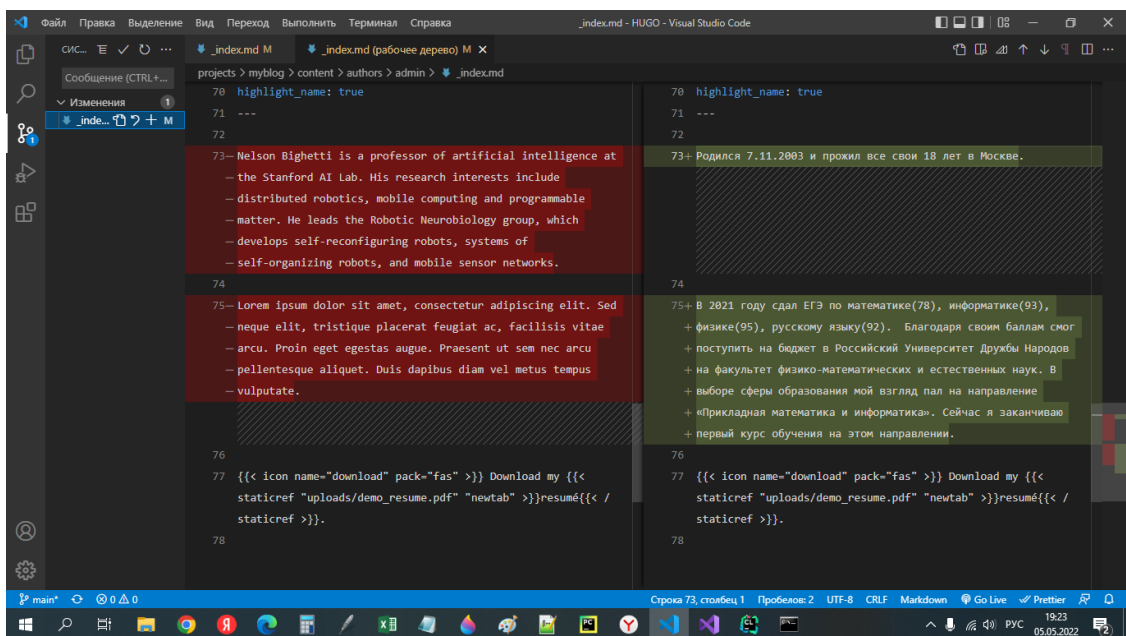 Файл Правка Выделение Вид Переход Выполнить Терминал Справка
_index.md - HUGO - Visual Studio Code
СИС...
_index.md M
_index.md (рабочее дерево) M
Сообщение (CTRL+...
projects > myblog > content > authors > admin > _index.md
Изменения 1
_inde... M
1
70 highlight_name: true
71 ---
72
73— Nelson Bighetti is a professor of artificial intelligence at
— the Stanford AI Lab. His research interests include
— distributed robotics, mobile computing and programmable
— matter. He leads the Robotic Neurobiology group, which
— develops self-reconfiguring robots, systems of
— self-organizing robots, and mobile sensor networks.
74
75— Lorem ipsum dolor sit amet, consectetur adipiscing elit. Sed
— neque elit, tristique placerat feugiat ac, facilisis vitae
— arcu. Proin eget egestas augue. Praesent ut sem nec arcu
— pellentesque aliquet. Duis dapibus diam vel metus tempus
— vulputate.
76
77 {{< icon name="download" pack="fas" >}} Download my {{<
staticref "uploads/demo_resume.pdf" "newtab" >}}resumé{{< /
staticref >}}.
78
70 highlight_name: true
71 ---
72
73+ Родился 7.11.2003 и прожил все свои 18 лет в Москве.
74
75+ В 2021 году сдал ЕГЭ по математике(78), информатике(93),
+ физике(95), русскому языку(92). Благодаря своим баллам смог
+ поступить на бюджет в Российский Университет Дружбы Народов
+ на факультет физико-математических и естественных наук. В
+ выборе сферы образования мой взгляд пал на направление
+ «Прикладная математика и информатика». Сейчас я заканчиваю
+ первый курс обучения на этом направлении.
76
77 {{< icon name="download" pack="fas" >}} Download my {{<
staticref "uploads/demo_resume.pdf" "newtab" >}}resumé{{< /
staticref >}}.
78
main* 0 0
Строка 73, столбец 1 Пробелов: 2 UTF-8 CRLF Markdown Go Live Prettier
РУС
19:23
05.05.2022
2